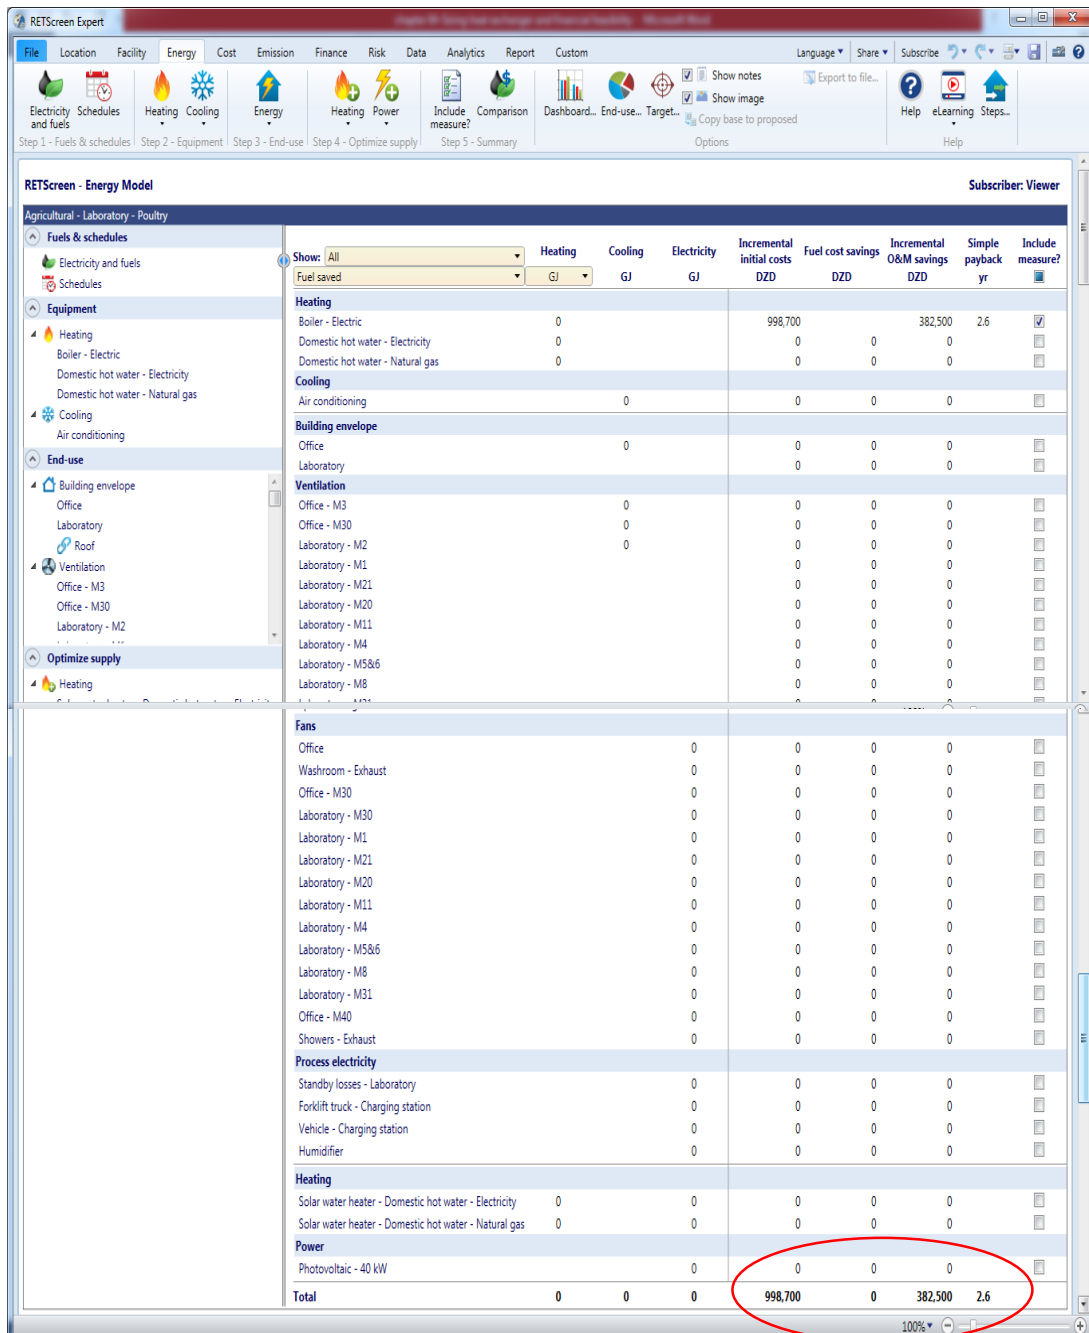 RETScreen Expert
chapter III-Sizing heat exchanger and financial feasibility - Microsoft Word
File Location Facility Energy Cost Emission Finance Risk Data Analytics Report Custom Language Share Subscribe
Electricity and fuels Schedules Heating Cooling Energy Heating Power Include measure? Comparison Dashboard... End-use... Target... Show notes Show image Copy base to proposed Export to file... Help eLearning Steps...
Step 1 - Fuels & schedules Step 2 - Equipment Step 3 - End-use Step 4 - Optimize supply Step 5 - Summary Options Help
RETScreen - Energy Model Subscriber: Viewer
Agricultural - Laboratory - Poultry
Fuels & schedules
Electricity and fuels
Schedules
Equipment
Heating
Boiler - Electric
Domestic hot water - Electricity
Domestic hot water - Natural gas
Cooling
Air conditioning
End-use
Building envelope
Office
Laboratory
Roof
Ventilation
Office - M3
Office - M30
Laboratory - M2
Optimize supply
Heating
Show: All Heating Cooling Electricity Incremental initial costs Fuel cost savings Incremental O&M savings Simple payback Include measure?
Fuel saved GJ GJ GJ DZD DZD DZD yr
Heating
Boiler - Electric 0 998,700 382,500 2.6
Domestic hot water - Electricity 0 0 0 0
Domestic hot water - Natural gas 0 0 0 0
Cooling
Air conditioning 0 0 0 0
Building envelope
Office 0 0 0 0
Laboratory 0 0 0
Ventilation
Office - M3 0 0 0 0
Office - M30 0 0 0 0
Laboratory - M2 0 0 0 0
Laboratory - M1 0 0 0
Laboratory - M21 0 0 0
Laboratory - M20 0 0 0
Laboratory - M11 0 0 0
Laboratory - M4 0 0 0
Laboratory - M5&6 0 0 0
Laboratory - M8 0 0 0
Fans
Office 0 0 0 0
Washroom - Exhaust 0 0 0 0
Office - M30 0 0 0 0
Laboratory - M30 0 0 0 0
Laboratory - M1 0 0 0 0
Laboratory - M21 0 0 0 0
Laboratory - M20 0 0 0 0
Laboratory - M11 0 0 0 0
Laboratory - M4 0 0 0 0
Laboratory - M5&6 0 0 0 0
Laboratory - M8 0 0 0 0
Laboratory - M31 0 0 0 0
Office - M40 0 0 0 0
Showers - Exhaust 0 0 0 0
Process electricity
Standby losses - Laboratory 0 0 0 0
Forklift truck - Charging station 0 0 0 0
Vehicle - Charging station 0 0 0 0
Humidifier 0 0 0 0
Heating
Solar water heater - Domestic hot water - Electricity 0 0 0 0 0
Solar water heater - Domestic hot water - Natural gas 0 0 0 0 0
Power
Photovoltaic - 40 kW 0 0 0 0
Total 0 0 0 998,700 0 382,500 2.6
100%